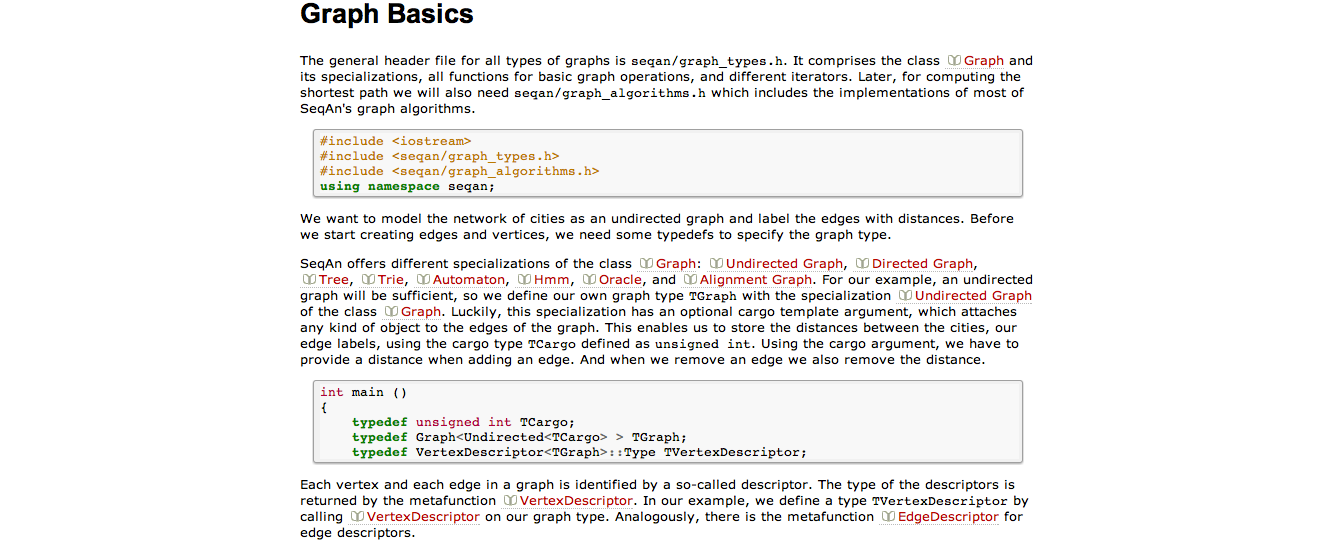 Graph Basics
The general header file for all types of graphs is seqan/graph_types.h. It comprises the class Graph and
its specializations, all functions for basic graph operations, and different iterators. Later, for computing the
shortest path we will also need seqan/graph_algorithms.h which includes the implementations of most of
SeqAn's graph algorithms.
#include <iostream>
#include <seqan/graph_types.h>
#include <seqan/graph_algorithms.h>
using namespace seqan;
We want to model the network of cities as an undirected graph and label the edges with distances. Before
we start creating edges and vertices, we need some typedefs to specify the graph type.
SeqAn offers different specializations of the class Graph: Undirected Graph, Directed Graph,
Tree, Trie, Automaton, Hmm, Oracle, and Alignment Graph. For our example, an undirected
graph will be sufficient, so we define our own graph type TGraph with the specialization Undirected Graph
of the class Graph. Luckily, this specialization has an optional cargo template argument, which attaches
any kind of object to the edges of the graph. This enables us to store the distances between the cities, our
edge labels, using the cargo type TCargo defined as unsigned int. Using the cargo argument, we have to
provide a distance when adding an edge. And when we remove an edge we also remove the distance.
int main ()
{
    typedef unsigned int TCargo;
    typedef Graph<Undirected<TCargo> > TGraph;
    typedef VertexDescriptor<TGraph>::Type TVertexDescriptor;
Each vertex and each edge in a graph is identified by a so-called descriptor. The type of the descriptors is
returned by the metafunction VertexDescriptor. In our example, we define a type TVertexDescriptor by
calling VertexDescriptor on our graph type. Analogously, there is the metafunction EdgeDescriptor for
edge descriptors.